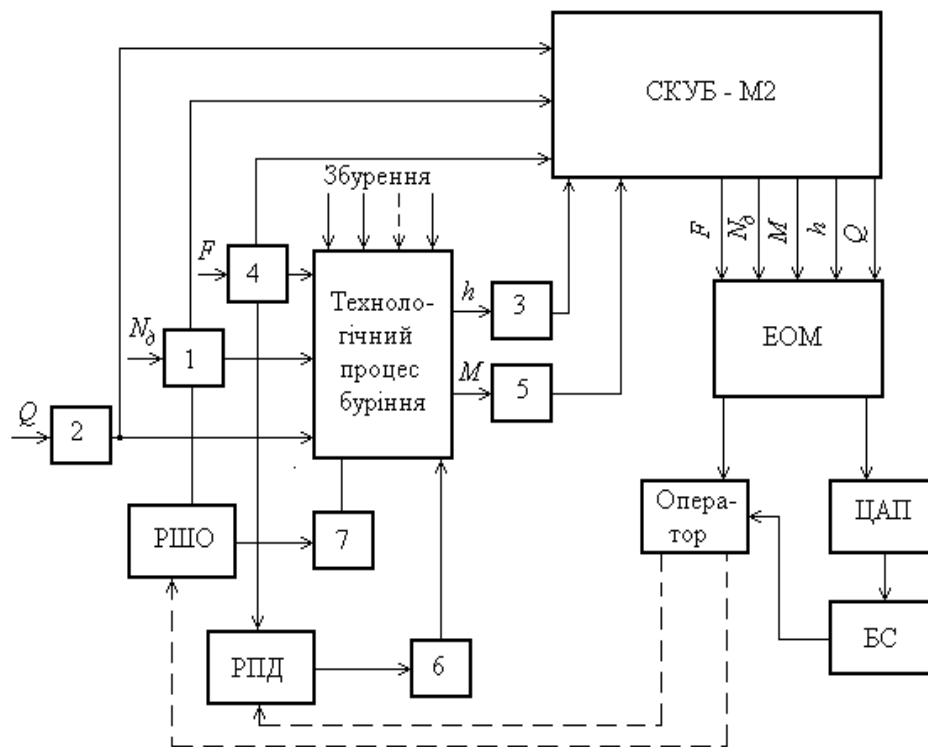 СКУБ - М2
Збурення
F
N∂
M
h
Q
F
4
Техноло-
гічний
процес
буріння
h
3
ЕОМ
N∂
1
M
5
Q
2
Опера-
тор
ЦАП
РШО
7
БС
РПД
6